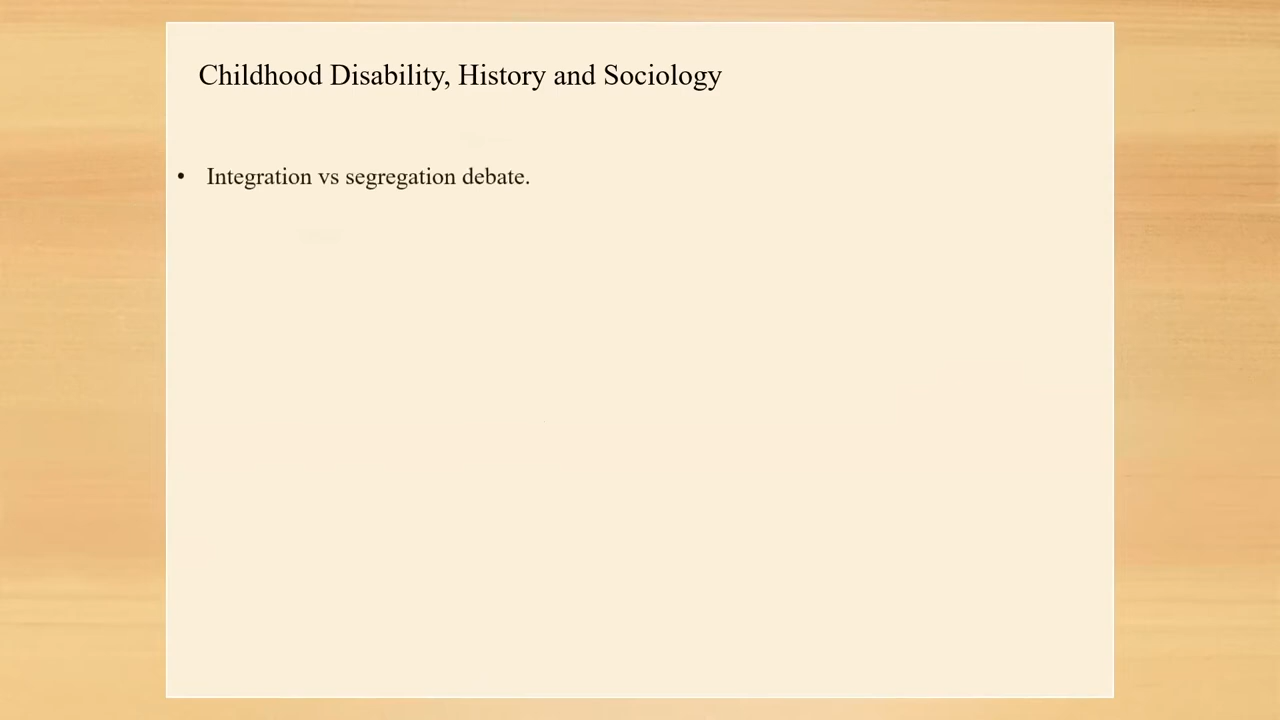 Childhood Disability, History and Sociology
• Integration vs segregation debate.